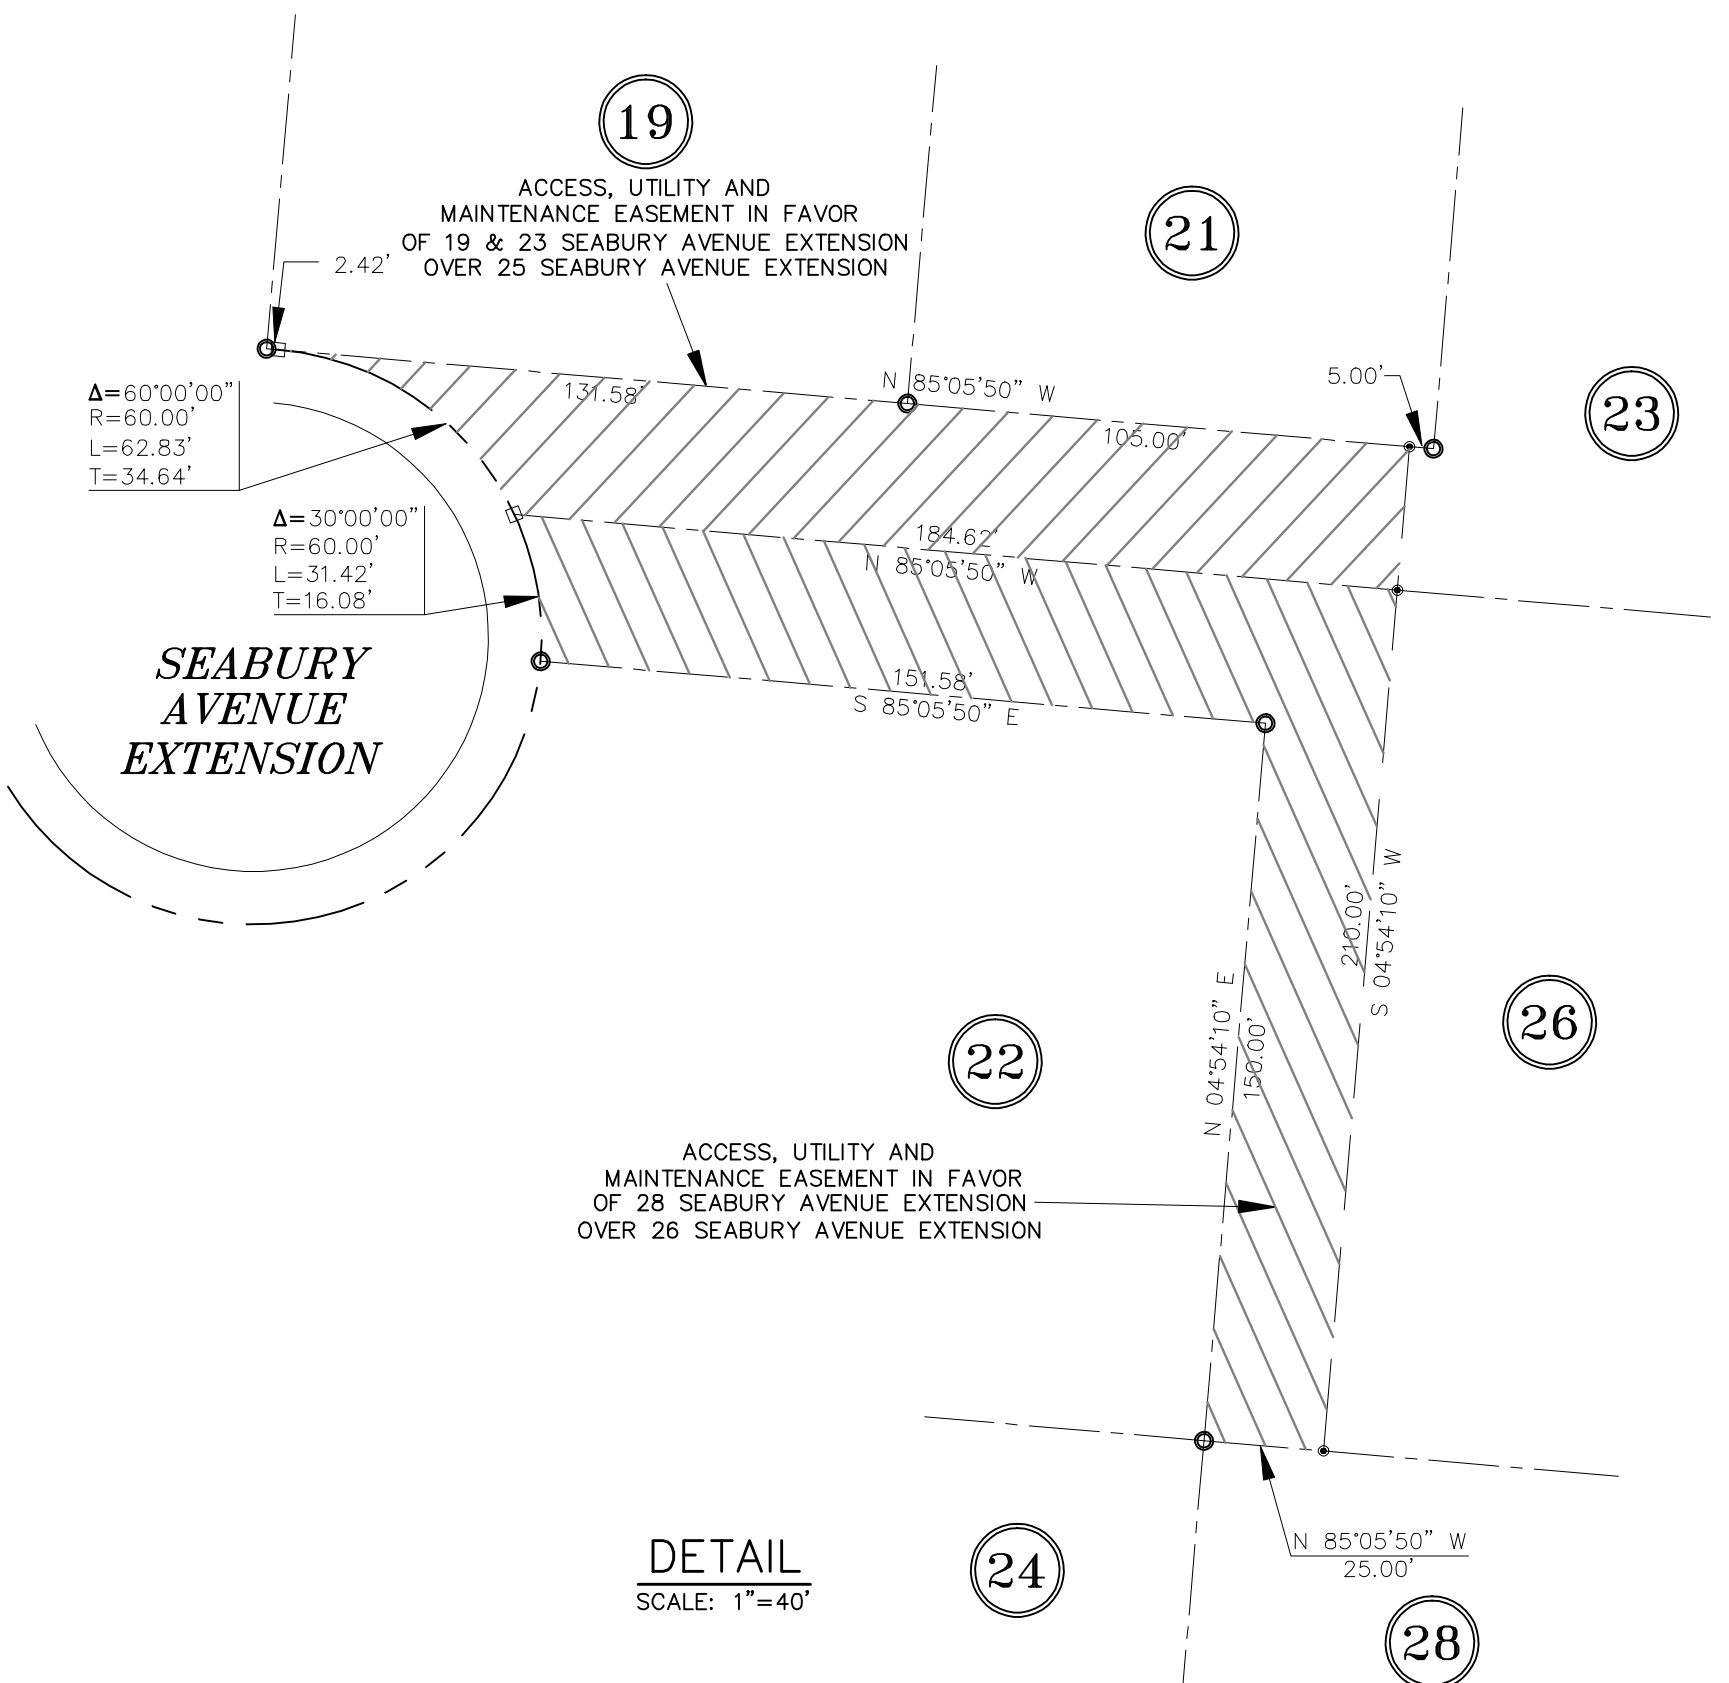 19
ACCESS, UTILITY AND
MAINTENANCE EASEMENT IN FAVOR
OF 19 & 23 SEABURY AVENUE EXTENSION
OVER 25 SEABURY AVENUE EXTENSION
2.42'
21
5.00'
23
Δ=60°00'00"
R=60.00'
L=62.83'
T=34.64'
131.58'
N 85°05'50" W
105.00'
Δ=30°00'00"
R=60.00'
L=31.42'
T=16.08'
184.62'
N 85°05'50" W
SEABURY
AVENUE
EXTENSION
151.58'
S 85°05'50" E
210.00'
S 04°54'10" W
N 04°54'10" E
150.00'
26
22
ACCESS, UTILITY AND
MAINTENANCE EASEMENT IN FAVOR
OF 28 SEABURY AVENUE EXTENSION
OVER 26 SEABURY AVENUE EXTENSION
DETAIL
SCALE: 1"=40'
24
N 85°05'50" W
25.00'
28